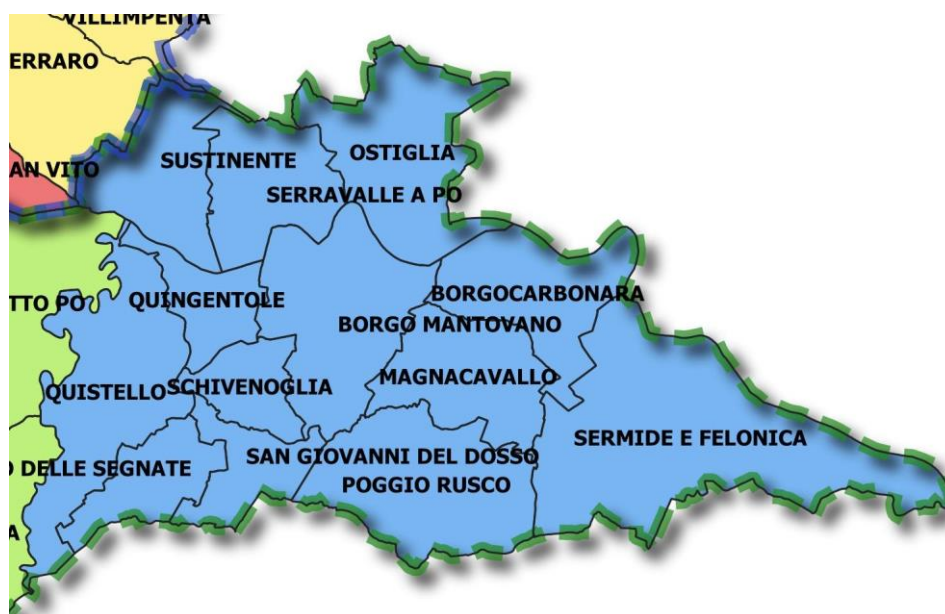 VILLIMPENTA
ERRARO
SUSTINENTE
OSTIGLIA
AN VITO
SERRAVALLE A PO
TTO PO
QUINGENTOLE
BORGOCARBONARA
BORGO MANTOVANO
QUISTELLO
SCHIVENOGLIA
MAGNACAVALLO
SERMIDE E FELONICA
O DELLE SEGNATE
SAN GIOVANNI DEL DOSSO
POGGIO RUSCO
A